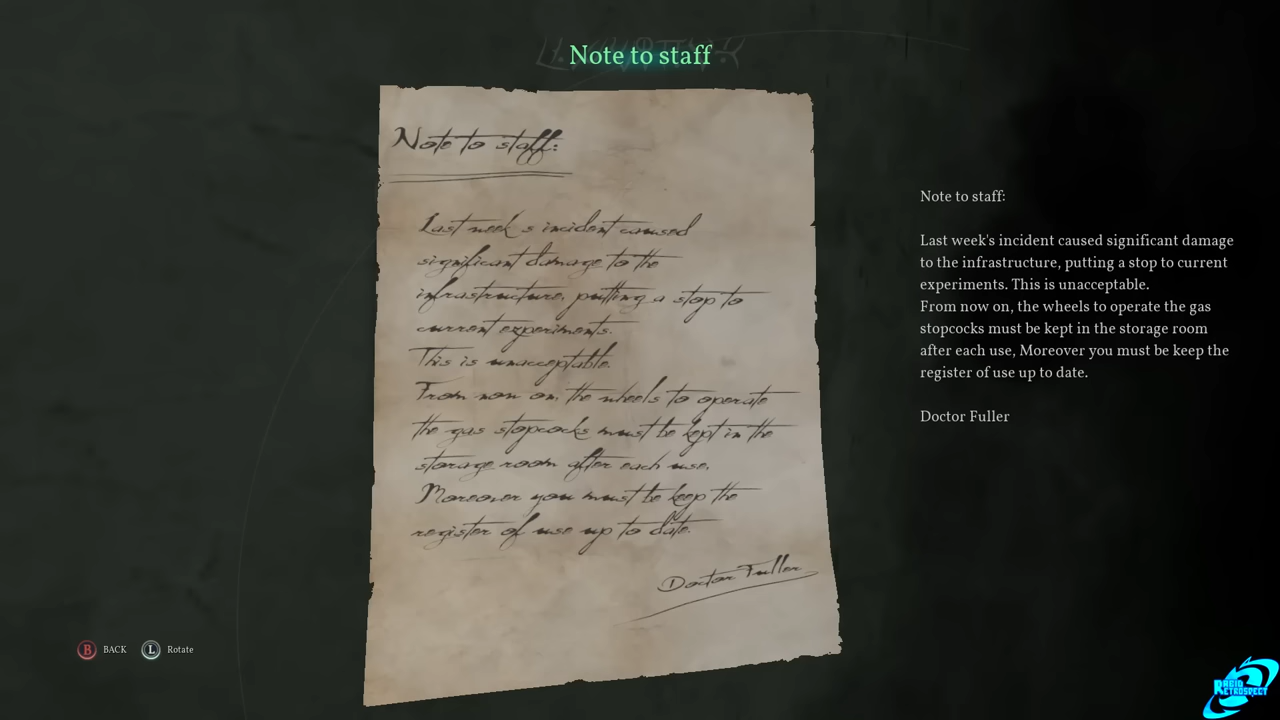 Note to staff
Note to staff:
Last week s incident caused
significant damage to the
infrastructure, putting a stop to
current experiments.
This is unacceptable.
From now on, the wheels to operate
the gas stopcocks must be kept in the
storage room after each use,
Moreover you must be keep the
register of use up to date.
Doctor Fuller
Note to staff:
Last week's incident caused significant damage
to the infrastructure, putting a stop to current
experiments. This is unacceptable.
From now on, the wheels to operate the gas
stopcocks must be kept in the storage room
after each use, Moreover you must be keep the
register of use up to date.
Doctor Fuller
B BACK L Rotate
DROID
RETROSPECT